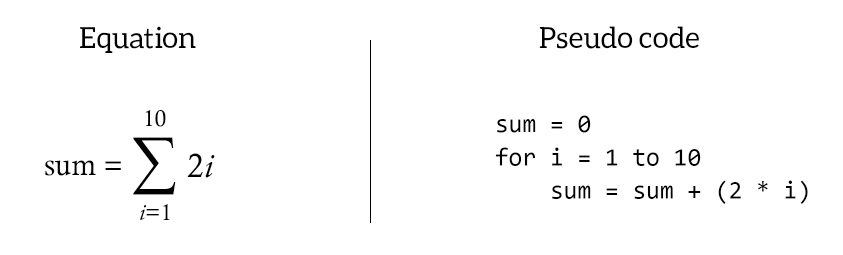 Equation
sum = ∑ 2i
10
i=1
Pseudo code
sum = 0
for i = 1 to 10
sum = sum + (2 * i)